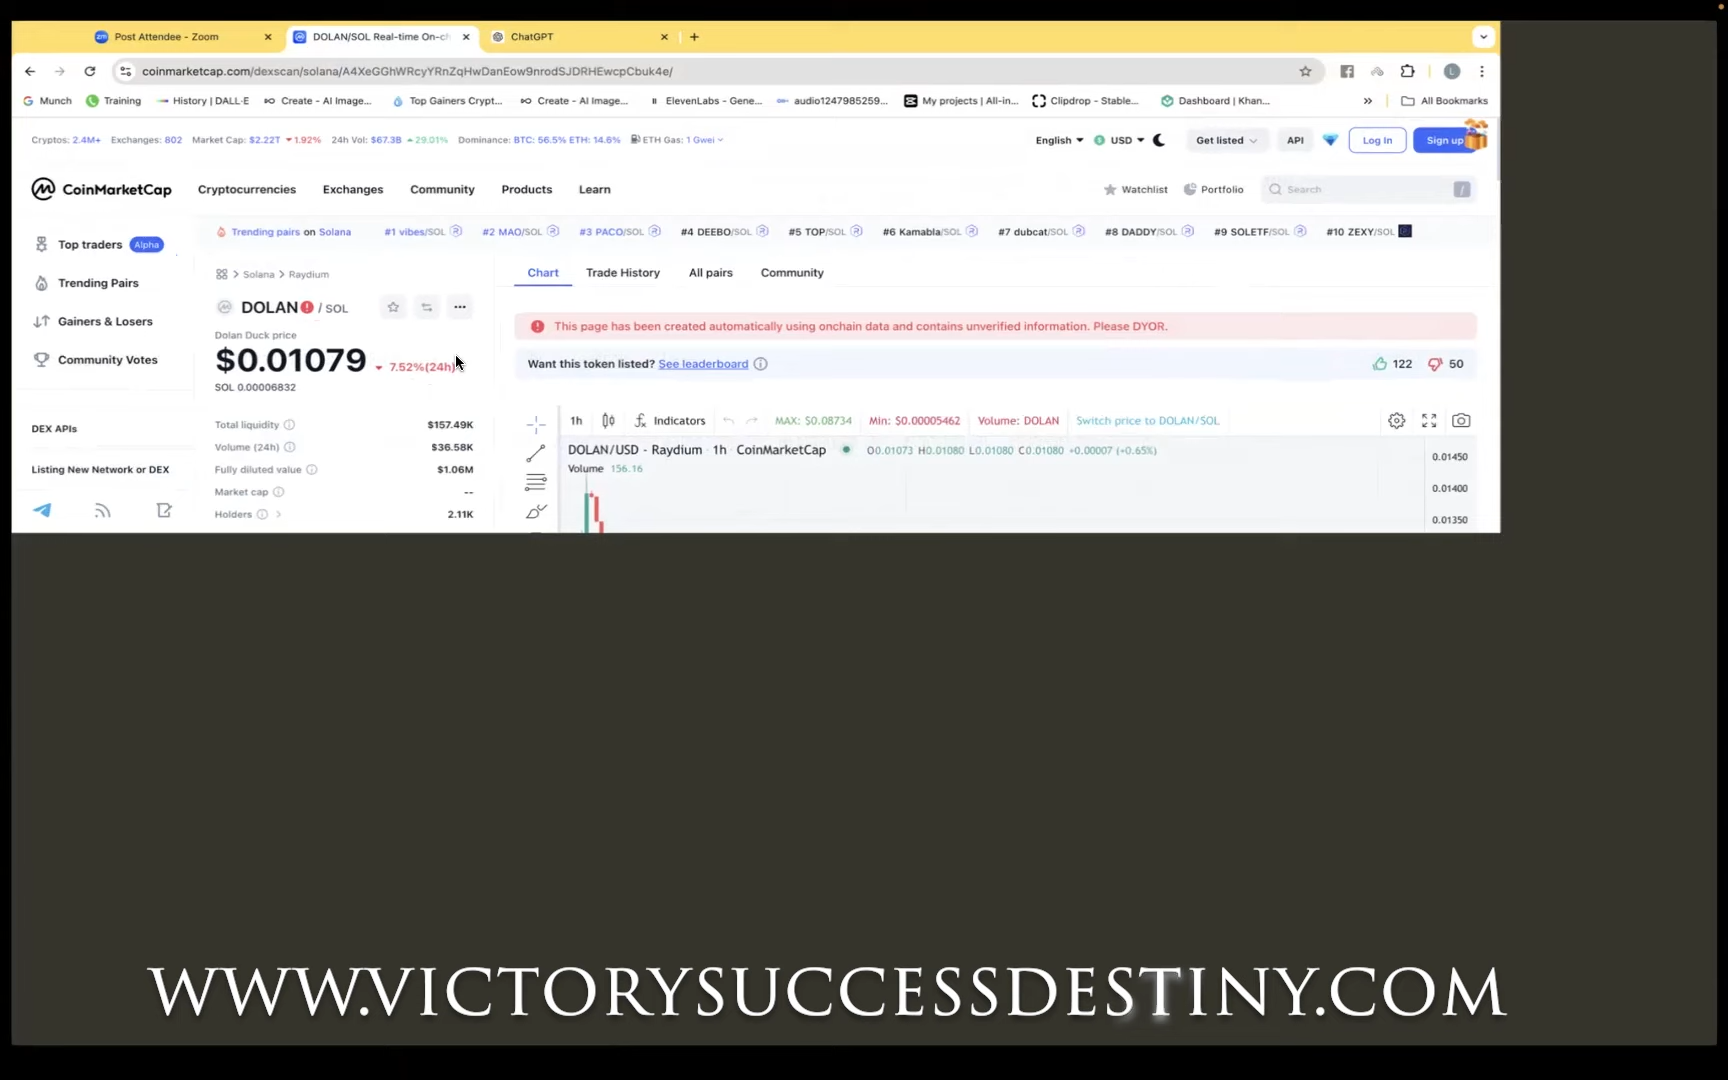 Post Attendee - Zoom
DOLAN/SOL Real-time On-ch
ChatGPT
coinmarketcap.com/dexscan/solana/A4XeGGhWRcyYRnZqHwDanEow9nrodSJDRHEwcpCbuk4e/
Munch Training History | DALL·E Create - AI Image... Top Gainers Crypt... Create - AI Image... ElevenLabs - Gene... audio1247985259... My projects | All-in... Clipdrop - Stable... Dashboard | Khan... » All Bookmarks
Cryptos: 2.4M+ Exchanges: 802 Market Cap: $2.22T 1.92% 24h Vol: $67.3B 29.01% Dominance: BTC: 56.5% ETH: 14.6% ETH Gas: 1 Gwei
English USD Get listed API Log In Sign up
CoinMarketCap Cryptocurrencies Exchanges Community Products Learn Watchlist Portfolio Search /
Top traders Alpha
Trending Pairs
Gainers & Losers
Community Votes
DEX APIs
Listing New Network or DEX
Trending pairs on Solana #1 vibes/SOL #2 MAO/SOL #3 PACO/SOL #4 DEEBO/SOL #5 TOP/SOL #6 Kamabla/SOL #7 dubcat/SOL #8 DADDY/SOL #9 SOLETF/SOL #10 ZEXY/SOL
> Solana > Raydium
DOLAN / SOL
Dolan Duck price
$0.01079 7.52%(24h)
SOL 0.00006832
Total liquidity $157.49K
Volume (24h) $36.58K
Fully diluted value $1.06M
Market cap --
Holders > 2.11K
Chart Trade History All pairs Community
This page has been created automatically using onchain data and contains unverified information. Please DYOR.
Want this token listed? See leaderboard 122 50
1h Indicators MAX: $0.08734 Min: $0.00005462 Volume: DOLAN Switch price to DOLAN/SOL
DOLAN/USD - Raydium · 1h · CoinMarketCap O0.01073 H0.01080 L0.01080 C0.01080 +0.00007 (+0.65%)
Volume 156.16
0.01450
0.01400
0.01350
WWW.VICTORYSUCCESSDESTINY.COM